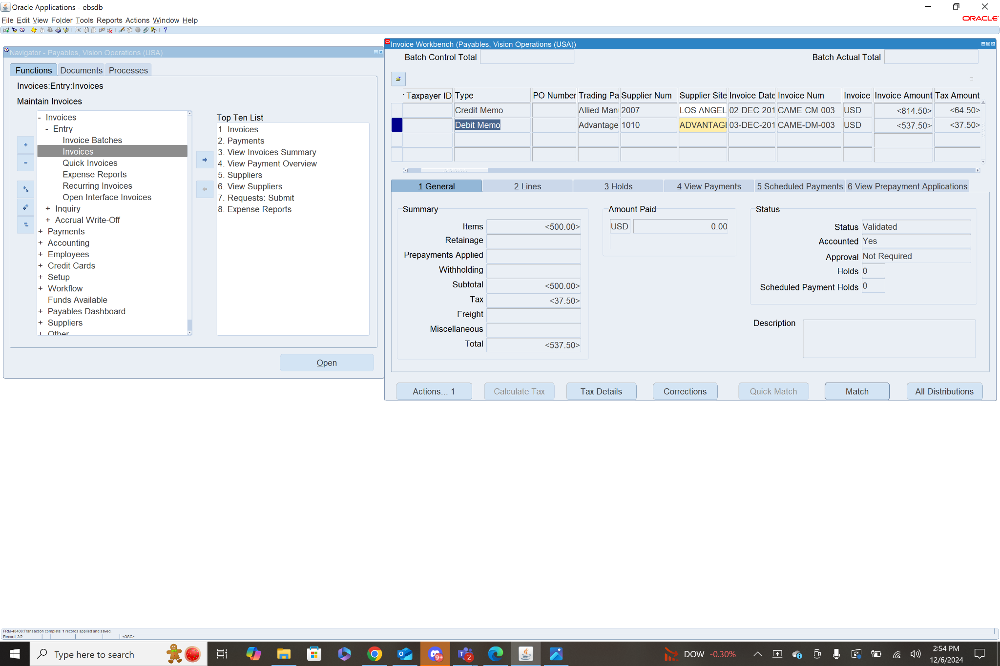 Oracle Applications - ebsdb
File Edit View Folder Tools Reports Actions Window Help
ORACLE
Navigator - Payables, Vision Operations (USA)
Functions Documents Processes
Invoices:Entry:Invoices
Maintain Invoices
- Invoices
- Entry
Invoice Batches
Invoices
Quick Invoices
Expense Reports
Recurring Invoices
Open Interface Invoices
+ Inquiry
+ Accrual Write-Off
+ Payments
+ Accounting
+ Employees
+ Credit Cards
+ Setup
+ Workflow
Funds Available
+ Payables Dashboard
+ Suppliers
+ Other
Top Ten List
1. Invoices
2. Payments
3. View Invoices Summary
4. View Payment Overview
5. Suppliers
6. View Suppliers
7. Requests: Submit
8. Expense Reports
Open
Invoice Workbench (Payables, Vision Operations (USA))
Batch Control Total
Batch Actual Total
Taxpayer ID Type PO Number Trading Pa Supplier Num Supplier Site Invoice Date Invoice Num Invoice Invoice Amount Tax Amount
Credit Memo Allied Man 2007 LOS ANGEL 02-DEC-201 CAME-CM-003 USD <814.50> <64.50>
Debit Memo Advantage 1010 ADVANTAG 03-DEC-201 CAME-DM-003 USD <537.50> <37.50>
1 General 2 Lines 3 Holds 4 View Payments 5 Scheduled Payments 6 View Prepayment Applications
Summary
Items <500.00>
Retainage
Prepayments Applied
Withholding
Subtotal <500.00>
Tax <37.50>
Freight
Miscellaneous
Total <537.50>
Amount Paid
USD 0.00
Status
Status Validated
Accounted Yes
Approval Not Required
Holds 0
Scheduled Payment Holds 0
Description
Actions... 1 Calculate Tax Tax Details Corrections Quick Match Match All Distributions
FRM-40400:Transaction complete: 1 records applied and saved.
Record: 2/2 ... <OSC>
Type here to search
9+
2
DOW -0.30%
2:54 PM
12/6/2024